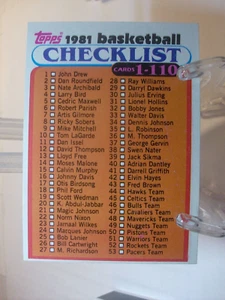 Topps 1981 basketball
CHECKLIST
CARDS 1-110
1 John Drew
2 Dan Roundfield
3 Nate Archibald
4 Larry Bird
5 Cedric Maxwell
6 Robert Parish
7 Artis Gilmore
8 Ricky Sobers
9 Mike Mitchell
10 Tom LaGarde
11 Dan Issel
12 David Thompson
13 Lloyd Free
14 Moses Malone
15 Calvin Murphy
16 Johnny Davis
17 Otis Birdsong
18 Phil Ford
19 Scott Wedman
20 K. Abdul-Jabbar
21 Magic Johnson
22 Norm Nixon
23 Jamaal Wilkes
24 Marques Johnson
25 Bob Lanier
26 Bill Cartwright
27 M. Richardson
28 Ray Williams
29 Darryl Dawkins
30 Julius Erving
31 Lionel Hollins
32 Bobby Jones
33 Walter Davis
34 Dennis Johnson
35 L. Robinson
36 M. Thompson
37 George Gervin
38 Swen Nater
39 Jack Sikma
40 Adrian Dantley
41 Darrell Griffith
42 Elvin Hayes
43 Fred Brown
44 Hawks Team
45 Celtics Team
46 Bulls Team
47 Cavaliers Team
48 Mavericks Team
49 Nuggets Team
50 Pistons Team
51 Warriors Team
52 Rockets Team
53 Pacers Team